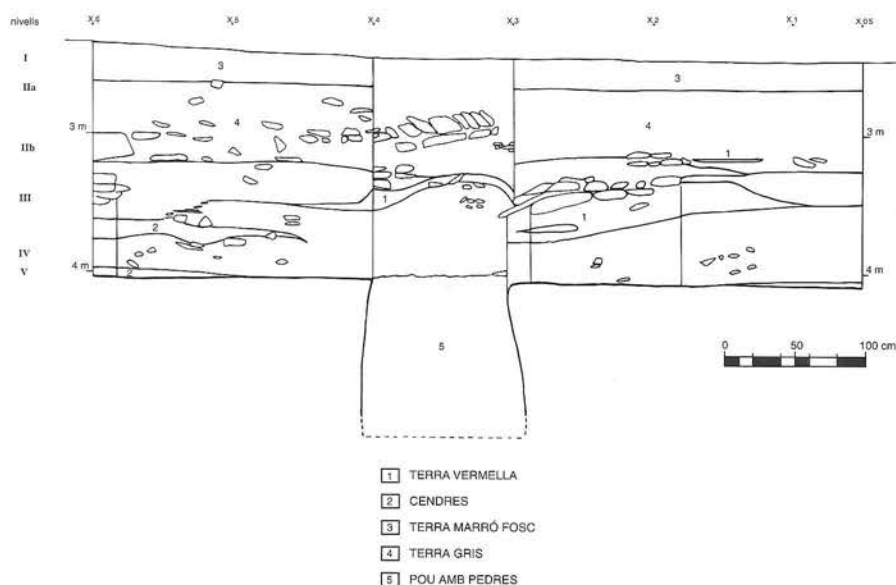 nivells X,6 X,5 X,4 X,3 X,2 X,1 X,05
I
3 3
IIa
4 4
3 m 3 m
IIb
1
III
1 1
2
IV
4 m 4 m
V
2
5
0 50 100 cm
1 TERRA VERMELLA
2 CENDRES
3 TERRA MARRÓ FOSC
4 TERRA GRIS
5 POU AMB PEDRES